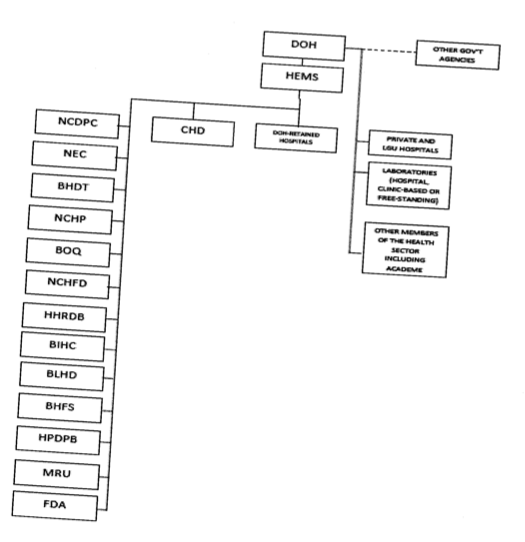 DOH
OTHER GOV'T
AGENCIES
HEMS
NCDPC
CHD
DOH-RETAINED
HOSPITALS
PRIVATE AND
LGU HOSPITALS
NEC
LABORATORIES
(HOSPITAL,
CLINIC-BASED OR
FREE-STANDING)
BHDT
NCHP
OTHER MEMBERS
OF THE HEALTH
SECTOR
INCLUDING
ACADEME
BOQ
NCHFD
HHRDB
BIHC
BLHD
BHFS
HPDPB
MRU
FDA